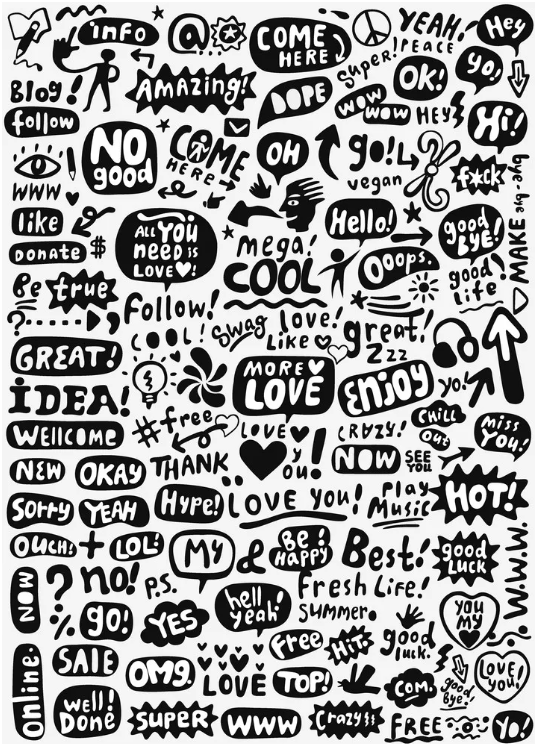 info
@
COME
HERE
YEAH!
PEACE
Hey
Super!
OK!
yo!
Blog!
Amazing!
DOPE
WOW
WOW
HEY
Hi!
follow
NO
good
COME
HERE
OH
go!
vegan
f*ck
bye-bye
WWW
like
ALL YOU
NEED IS
LOVE!
Hello!
good
BYE!
MAKE
DONATE $
mega!
COOL
Ooops.
good
Life
Be true
Follow!
COOL!
Swag
love!
Like
great!
Zzz
GREAT!
IDEA!
MORE
LOVE
enjoy
yo!
CHILL
Out
MISS
YOU!
WELLCOME
#free
LOVE
you!
CRAZY!
NOW
SEE
YOU
NEW
OKAY
THANK
HOT!
Sorry
YEAH
Hype!
LOVE YOU!
play
Music
OUCH!
+
LOL!
My
&
Be
HAPPY
Best!
good
LUCK
W.W.W.
NOW
?
no!
P.S.
hell
yeah!
Fresh Life!
SUMMER.
YOU
MY
%
go!
YES
Free
Hit!
good
luck.
Online.
SALE
OMG.
LOVE
TOP!
COM.
good
bye!
LOVE
YOU!
well!
Done
SUPER
WWW
Crazy!!
FREE
Yo!